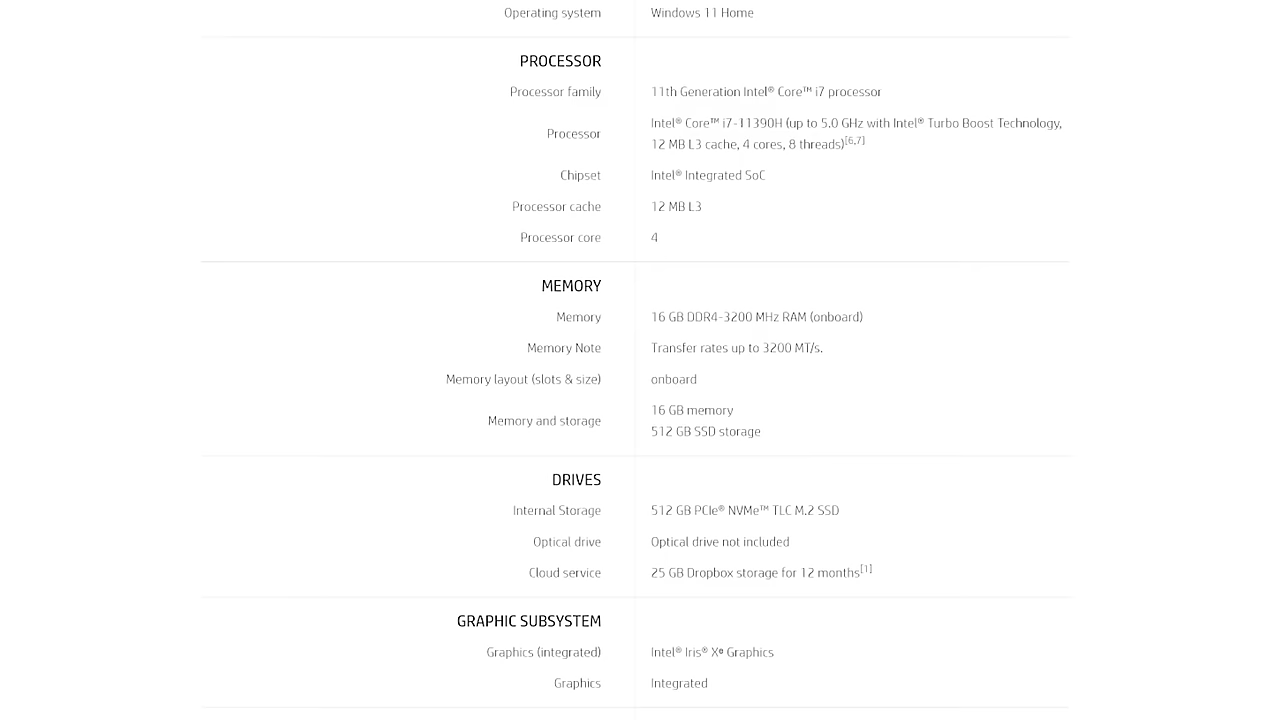 Operating system Windows 11 Home
PROCESSOR
Processor family 11th Generation Intel® Core™ i7 processor
Processor Intel® Core™ i7-11390H (up to 5.0 GHz with Intel® Turbo Boost Technology,
12 MB L3 cache, 4 cores, 8 threads)[6,7]
Chipset Intel® Integrated SoC
Processor cache 12 MB L3
Processor core 4
MEMORY
Memory 16 GB DDR4-3200 MHz RAM (onboard)
Memory Note Transfer rates up to 3200 MT/s.
Memory layout (slots & size) onboard
Memory and storage 16 GB memory
512 GB SSD storage
DRIVES
Internal Storage 512 GB PCIe® NVMe™ TLC M.2 SSD
Optical drive Optical drive not included
Cloud service 25 GB Dropbox storage for 12 months[1]
GRAPHIC SUBSYSTEM
Graphics (integrated) Intel® Iris® Xᵉ Graphics
Graphics Integrated